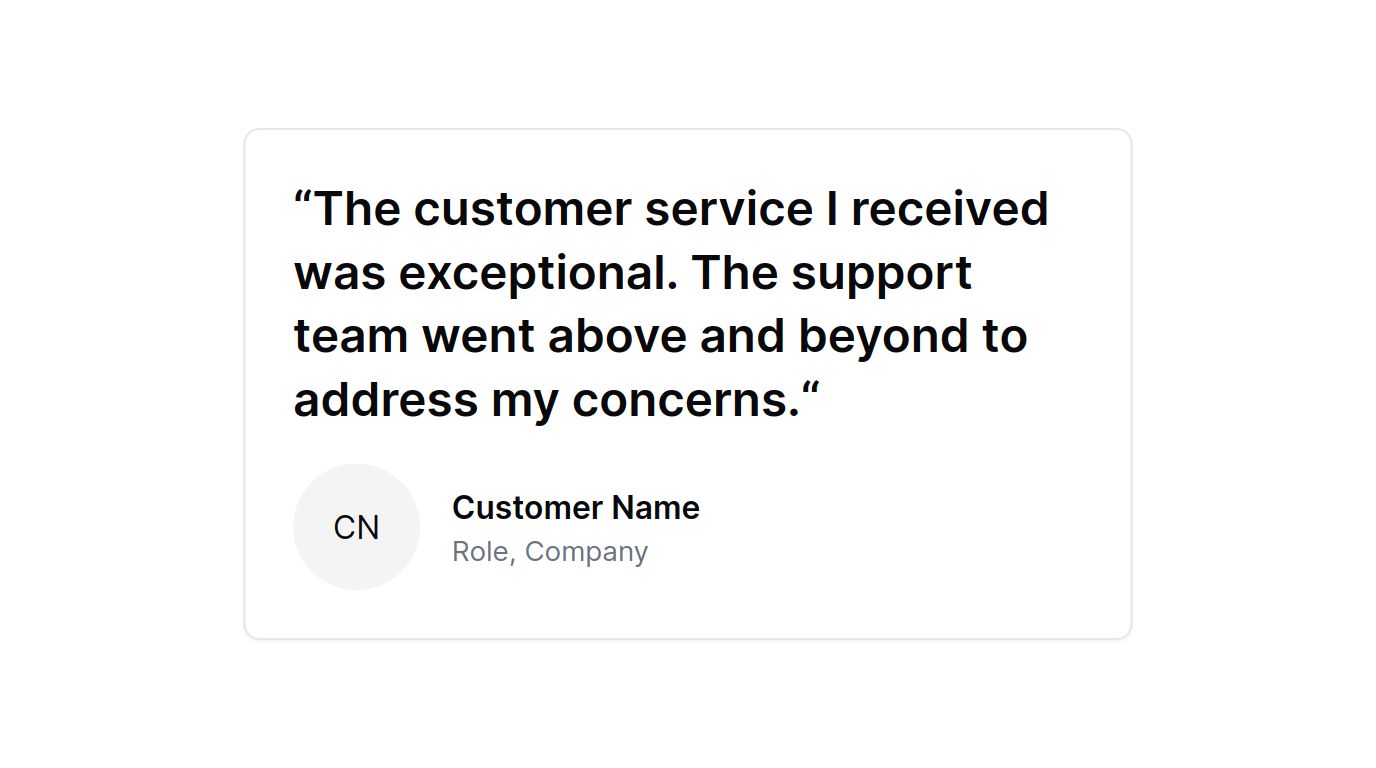 “The customer service I received
was exceptional. The support
team went above and beyond to
address my concerns.“
CN
Customer Name
Role, Company